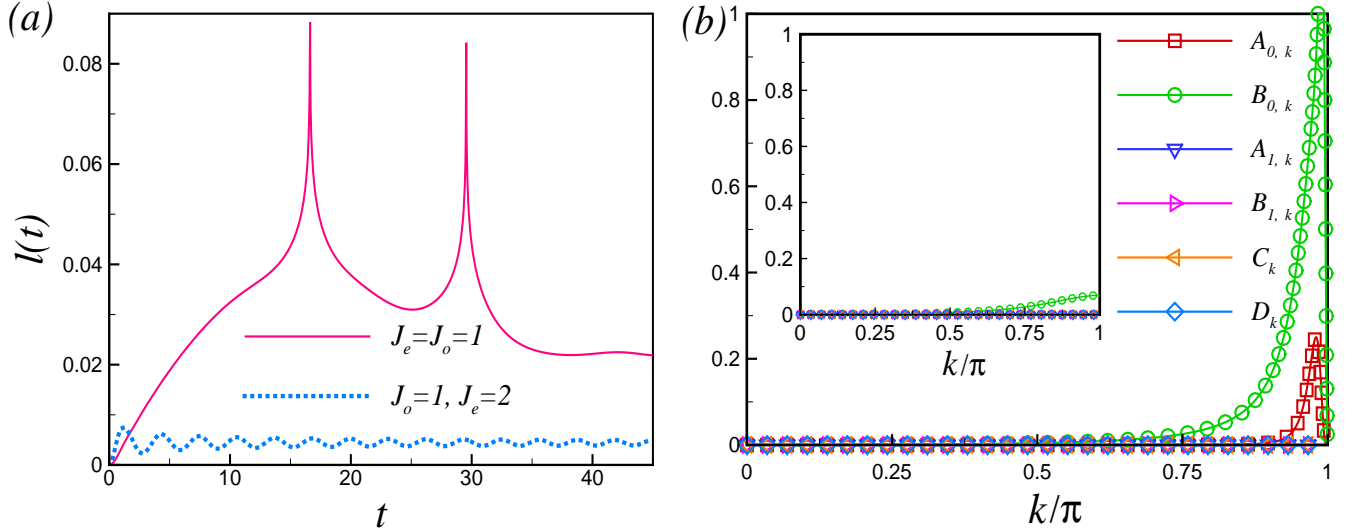 (a)
l(t)
0.08
0.06
0.04
0.02
0
0
10
20
30
40
t
J_e=J_o=1
J_o=1, J_e=2
(b)
1
0.8
0.6
0.4
0.2
0
0
0.25
0.5
0.75
1
k/π
1
0.8
0.6
0.4
0.2
0
0
0.25
0.5
0.75
1
k/π
A_{0, k}
B_{0, k}
A_{1, k}
B_{1, k}
C_k
D_k